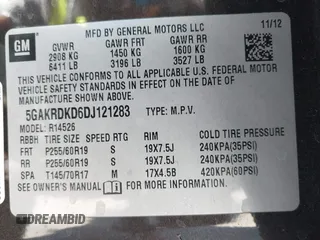 GM
MFD BY GENERAL MOTORS LLC 11/12
GVWR GAWR FRT GAWR RR
2908 KG 1450 KG 1600 KG
6411 LB 3196 LB 3527 LB
THIS VEHICLE CONFORMS TO ALL APPLICABLE U.S. FEDERAL MOTOR
VEHICLE SAFETY STANDARDS IN EFFECT ON THE DATE OF
MANUFACTURE SHOWN ABOVE.
5GAKRDKD6DJ121283 TYPE: M.P.V.
MODEL: R14526
RBBH TIRE SIZE SPEED RTG RIM COLD TIRE PRESSURE
FRT P255/60R19 S 19X7.5J 240KPA(35PSI)
RR P255/60R19 S 19X7.5J 240KPA(35PSI)
SPA T145/70R17 M 17X4.5B 420KPA(60PSI)
SEE OWNER'S MANUAL FOR ADDITIONAL INFORMATION.
DREAMBID